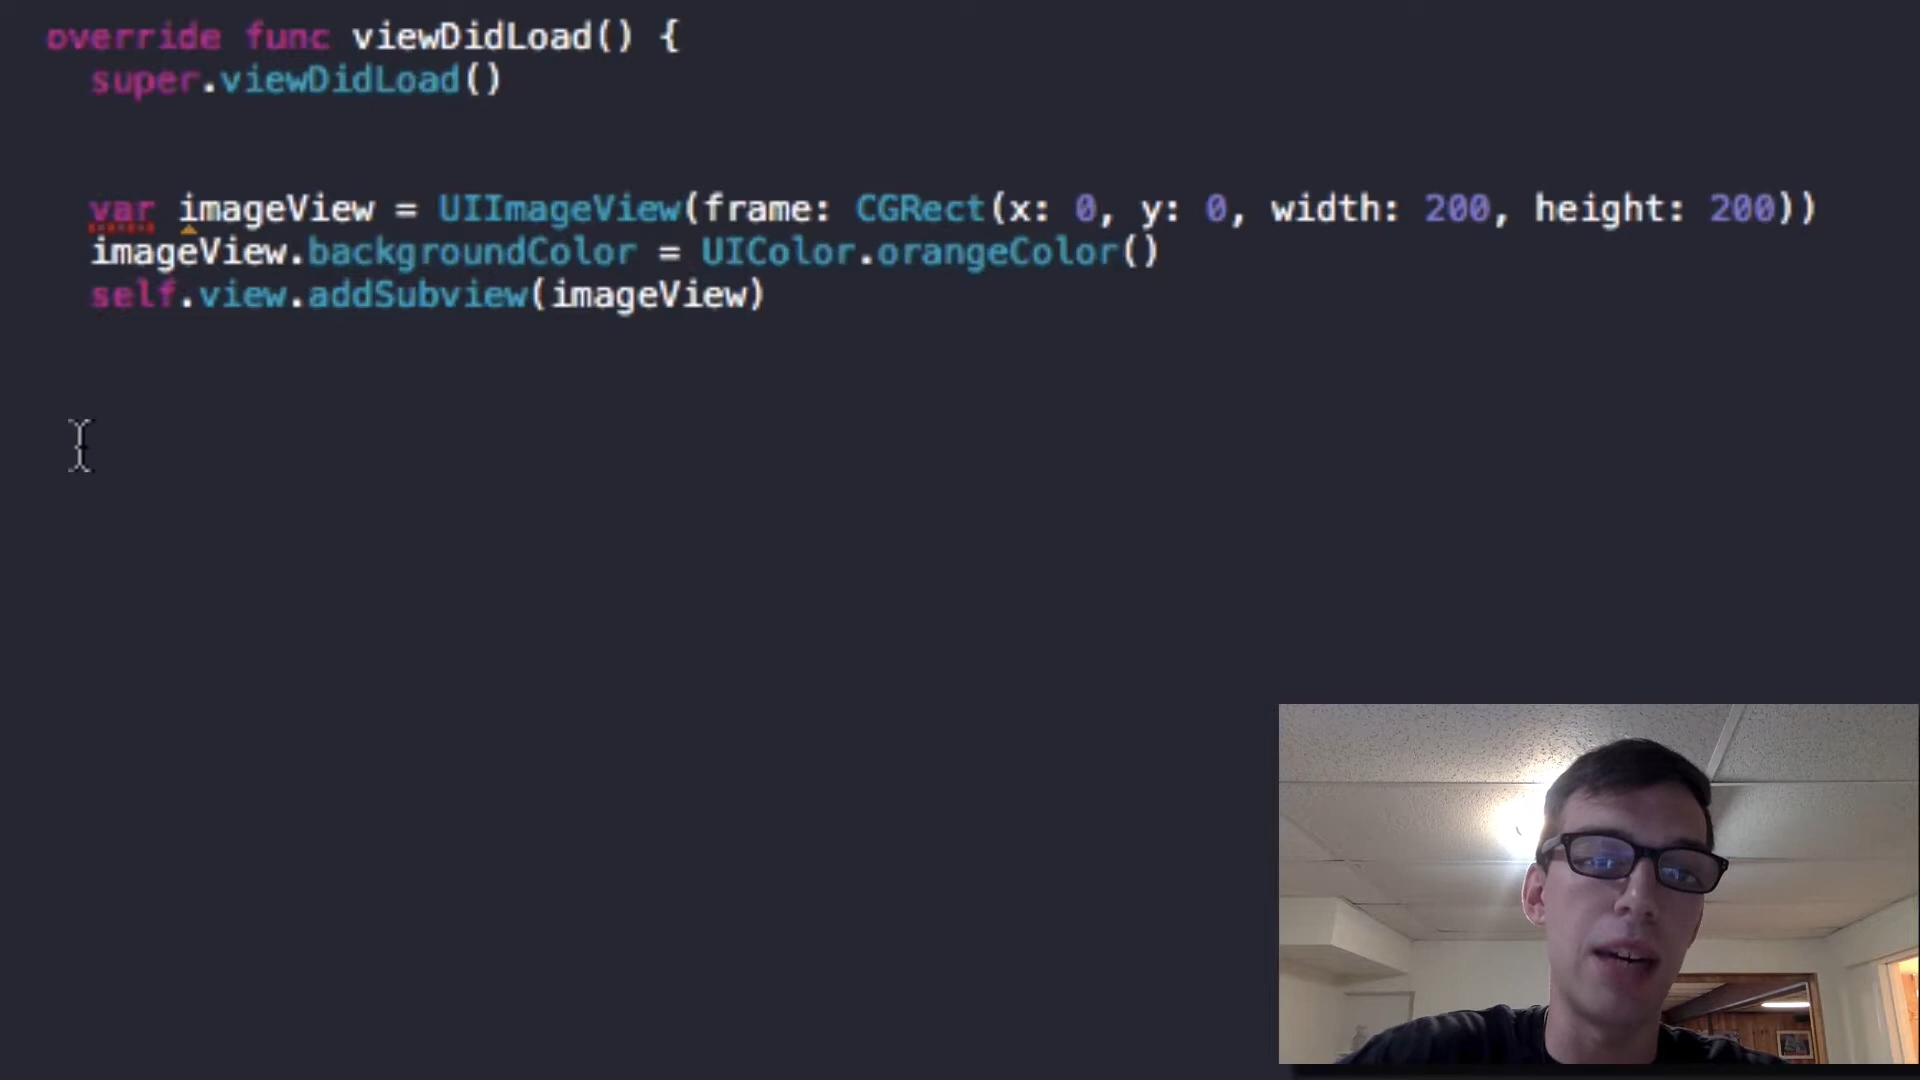 override func viewDidLoad() {
super.viewDidLoad()
var imageView = UIImageView(frame: CGRect(x: 0, y: 0, width: 200, height: 200))
imageView.backgroundColor = UIColor.orangeColor()
self.view.addSubview(imageView)